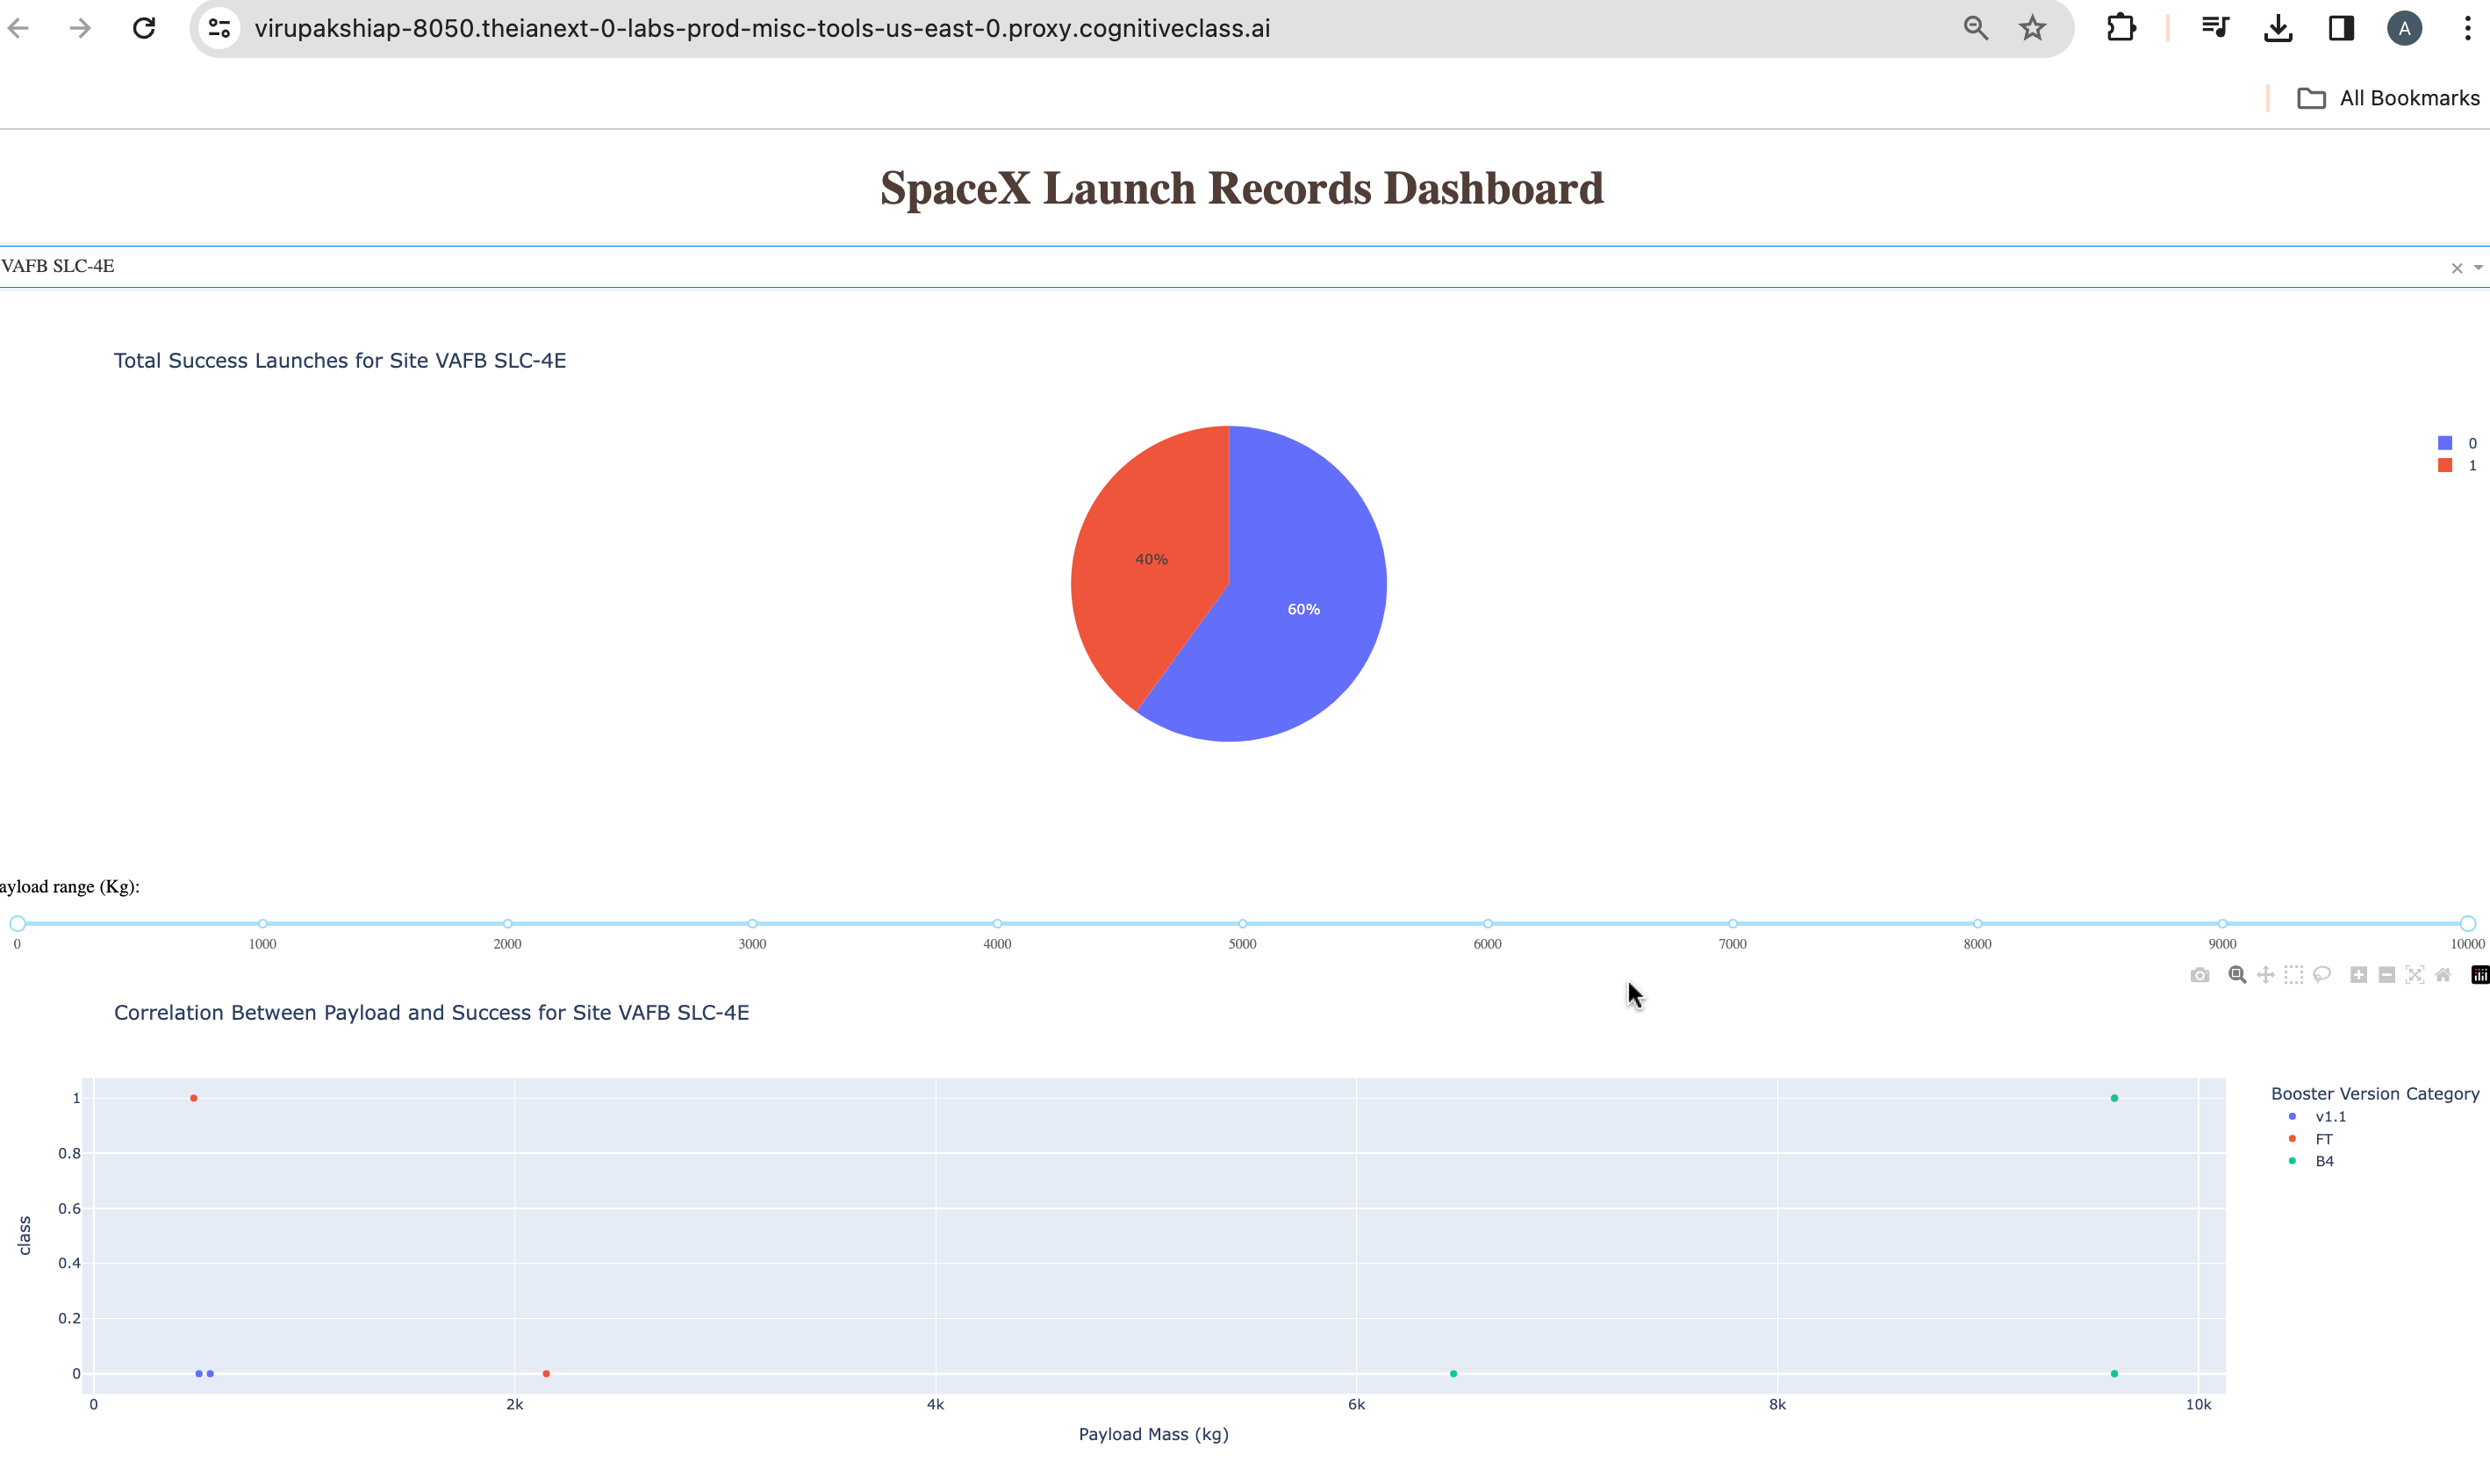 virupakshiap-8050.theianext-0-labs-prod-misc-tools-us-east-0.proxy.cognitiveclass.ai
A
All Bookmarks
SpaceX Launch Records Dashboard
VAFB SLC-4E
Total Success Launches for Site VAFB SLC-4E
0
1
40%
60%
ayload range (Kg):
0 1000 2000 3000 4000 5000 6000 7000 8000 9000 10000
Correlation Between Payload and Success for Site VAFB SLC-4E
Booster Version Category
v1.1
FT
B4
1
0.8
0.6
0.4
0.2
0
class
0 2k 4k 6k 8k 10k
Payload Mass (kg)